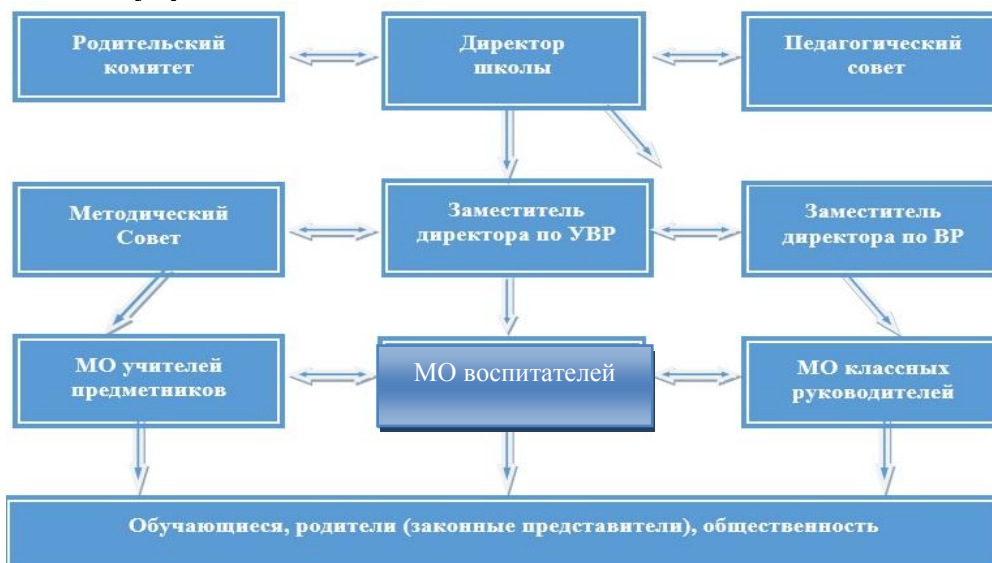 Родительский
комитет
Директор
школы
Педагогический
совет
Методический
Совет
Заместитель
директора по УВР
Заместитель
директора по ВР
МО учителей
предметников
МО воспитателей
МО классных
руководителей
Обучающиеся, родители (законные представители), общественность